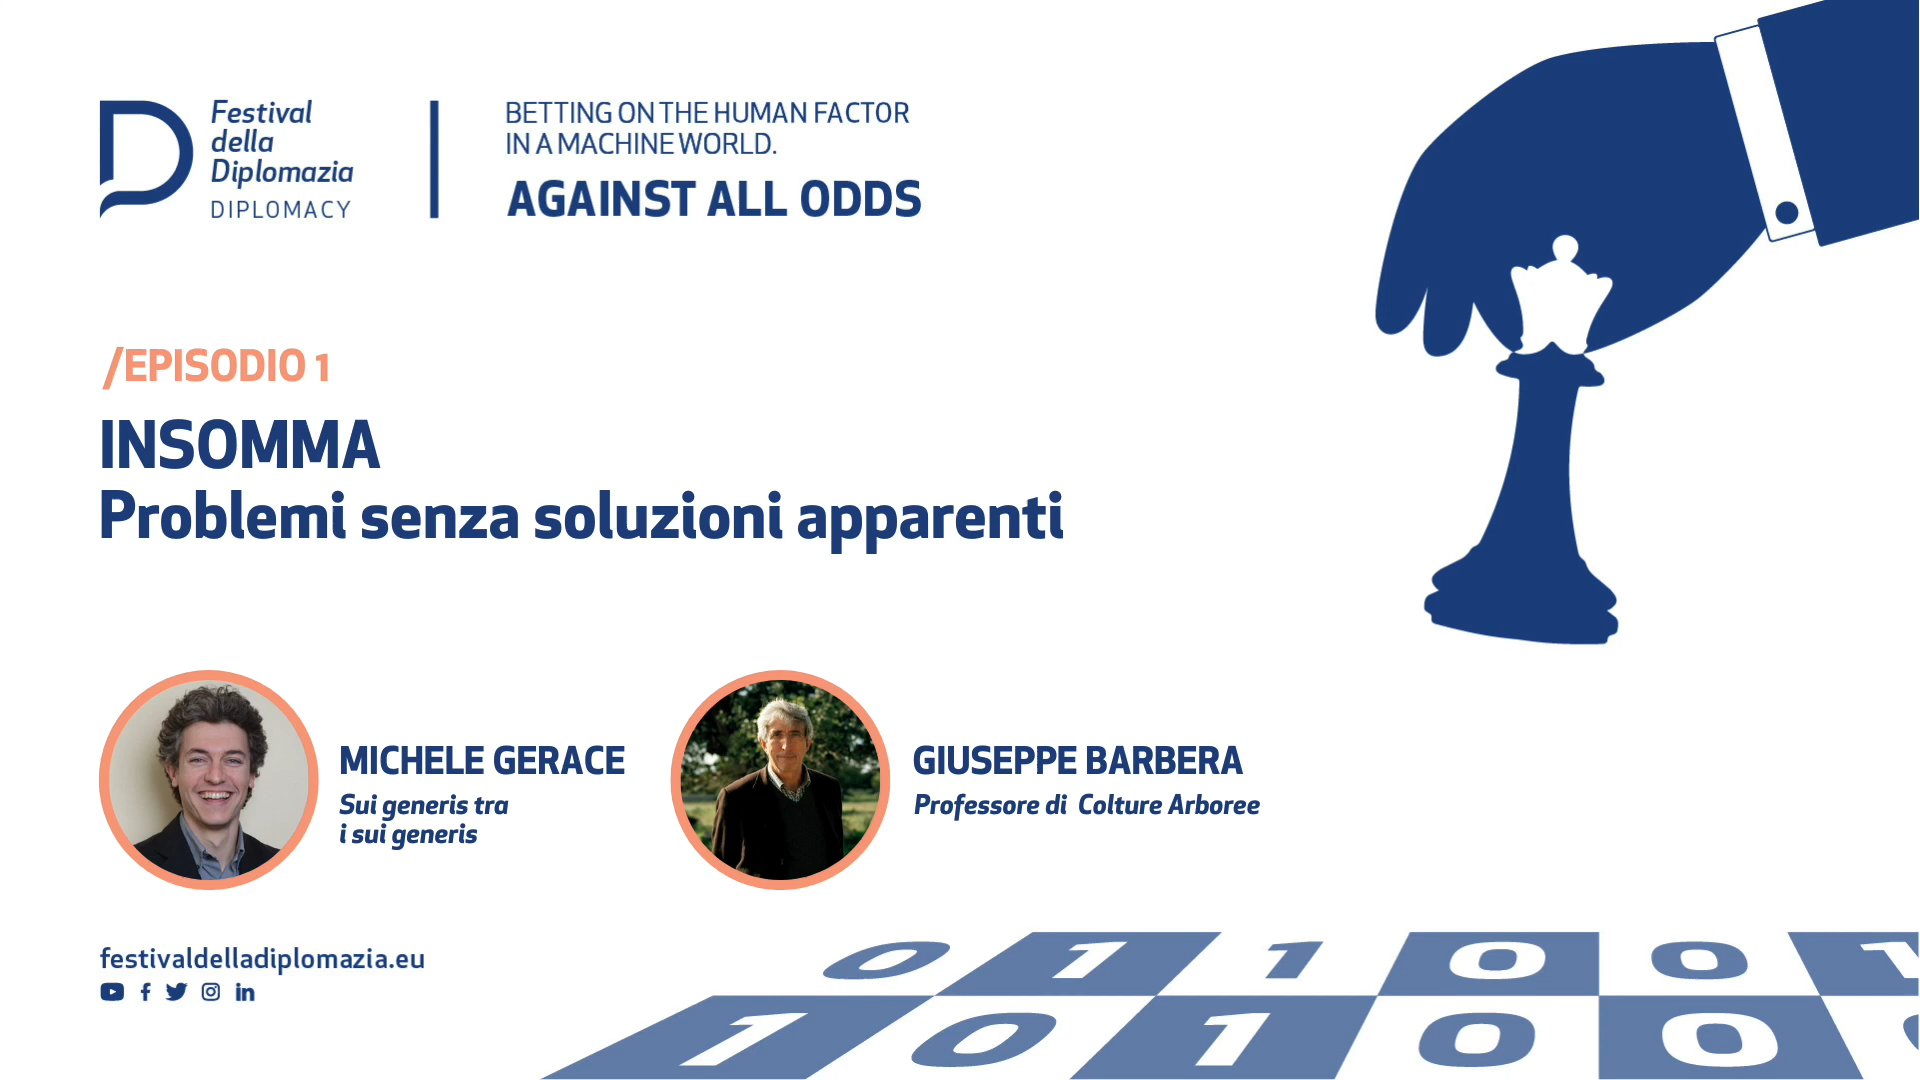 Festival
della
Diplomazia
DIPLOMACY
BETTING ON THE HUMAN FACTOR
IN A MACHINE WORLD.
AGAINST ALL ODDS
/EPISODIO 1
INSOMMA
Problemi senza soluzioni apparenti
MICHELE GERACE
Sui generis tra
i sui generis
GIUSEPPE BARBERA
Professore di Colture Arboree
festivaldelladiplomazia.eu
0 1 1 0 0 1
1 0 1 0 0